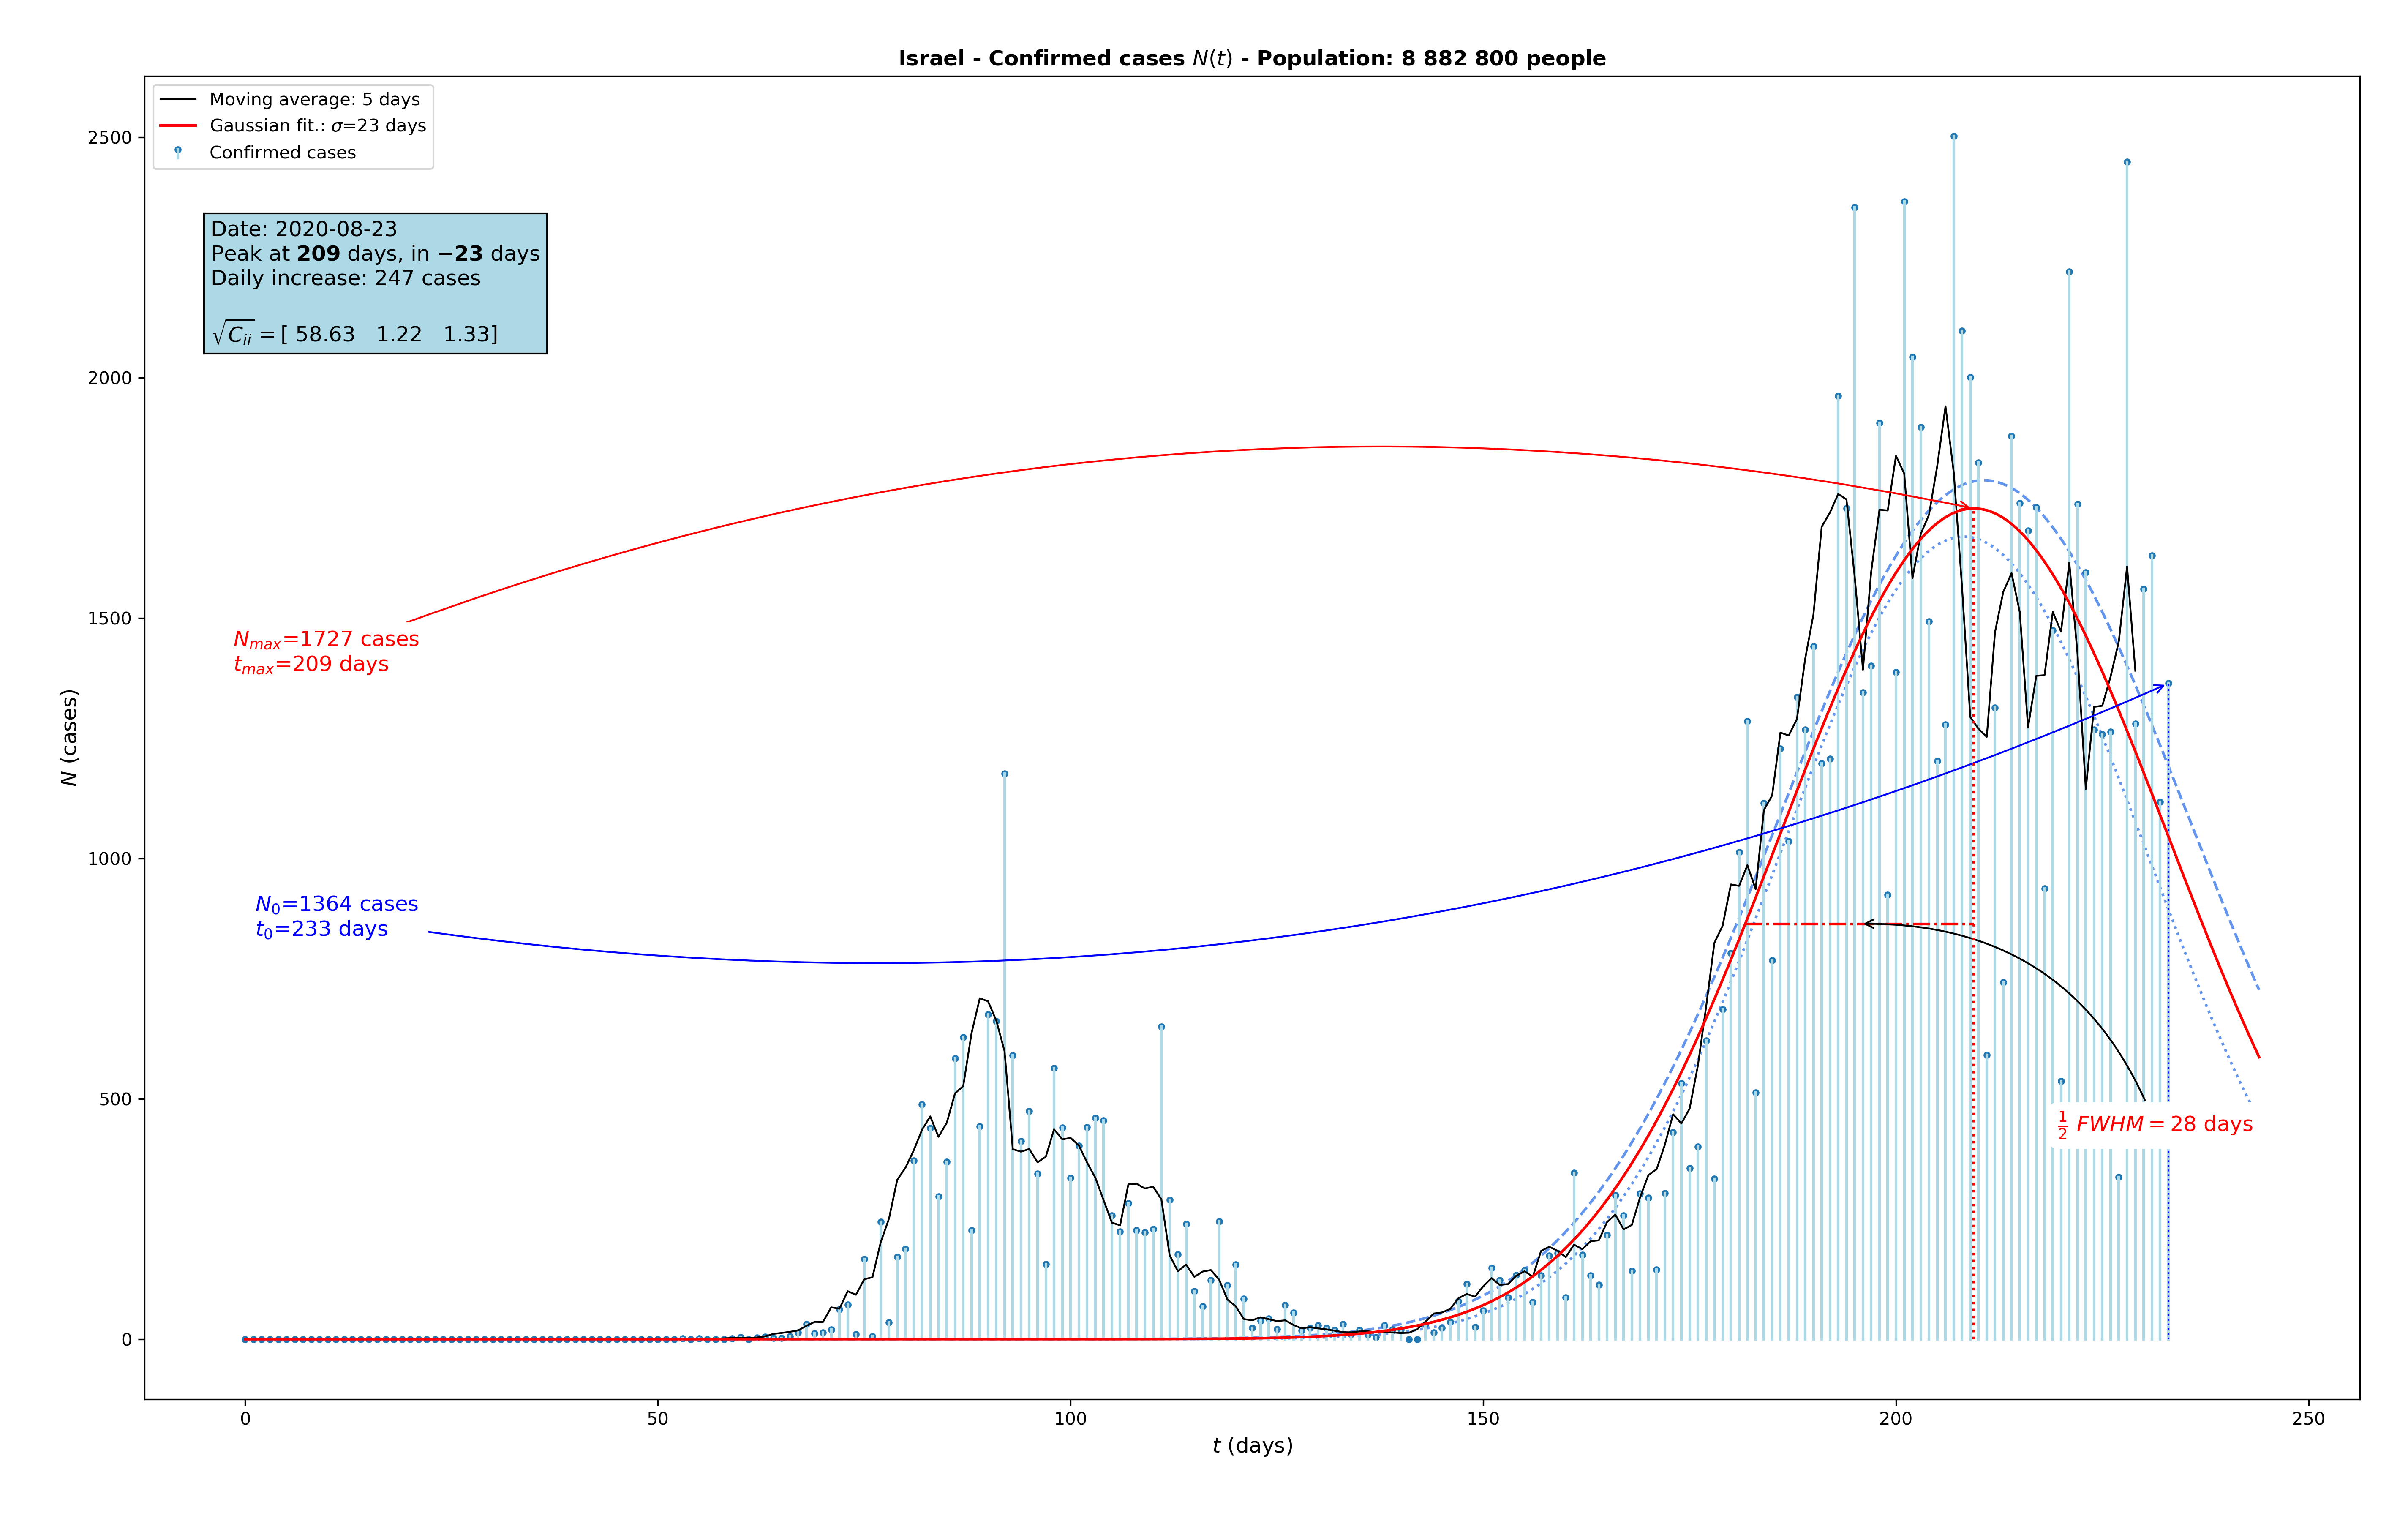 Israel - Confirmed cases N(t) - Population: 8 882 800 people
Moving average: 5 days
Gaussian fit.: σ=23 days
Confirmed cases
Date: 2020-08-23
Peak at 209 days, in −23 days
Daily increase: 247 cases
√Cᵢᵢ = [ 58.63 1.22 1.33]
N_max=1727 cases
t_max=209 days
N₀=1364 cases
t₀=233 days
½ FWHM = 28 days
N (cases)
2500
2000
1500
1000
500
0
0 50 100 150 200 250
t (days)